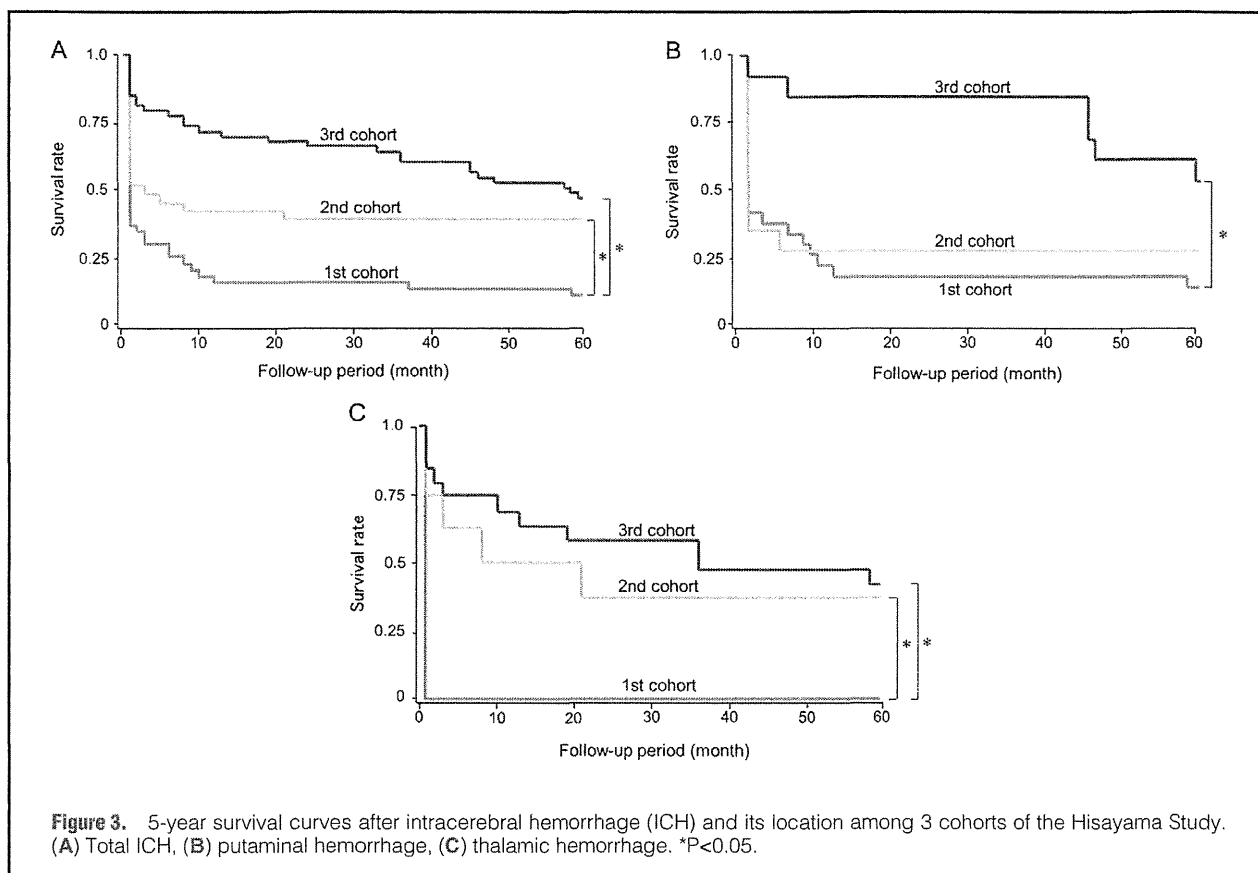 A
1.0
0.75
0.5
0.25
0
Survival rate
3rd cohort
2nd cohort
1st cohort
*
*
0 10 20 30 40 50 60
Follow-up period (month)
B
1.0
0.75
0.5
0.25
0
Survival rate
3rd cohort
2nd cohort
1st cohort
*
0 10 20 30 40 50 60
Follow-up period (month)
C
1.0
0.75
0.5
0.25
0
Survival rate
3rd cohort
2nd cohort
1st cohort
*
*
0 10 20 30 40 50 60
Follow-up period (month)
Figure 3. 5-year survival curves after intracerebral hemorrhage (ICH) and its location among 3 cohorts of the Hisayama Study.
(A) Total ICH, (B) putaminal hemorrhage, (C) thalamic hemorrhage. *P<0.05.